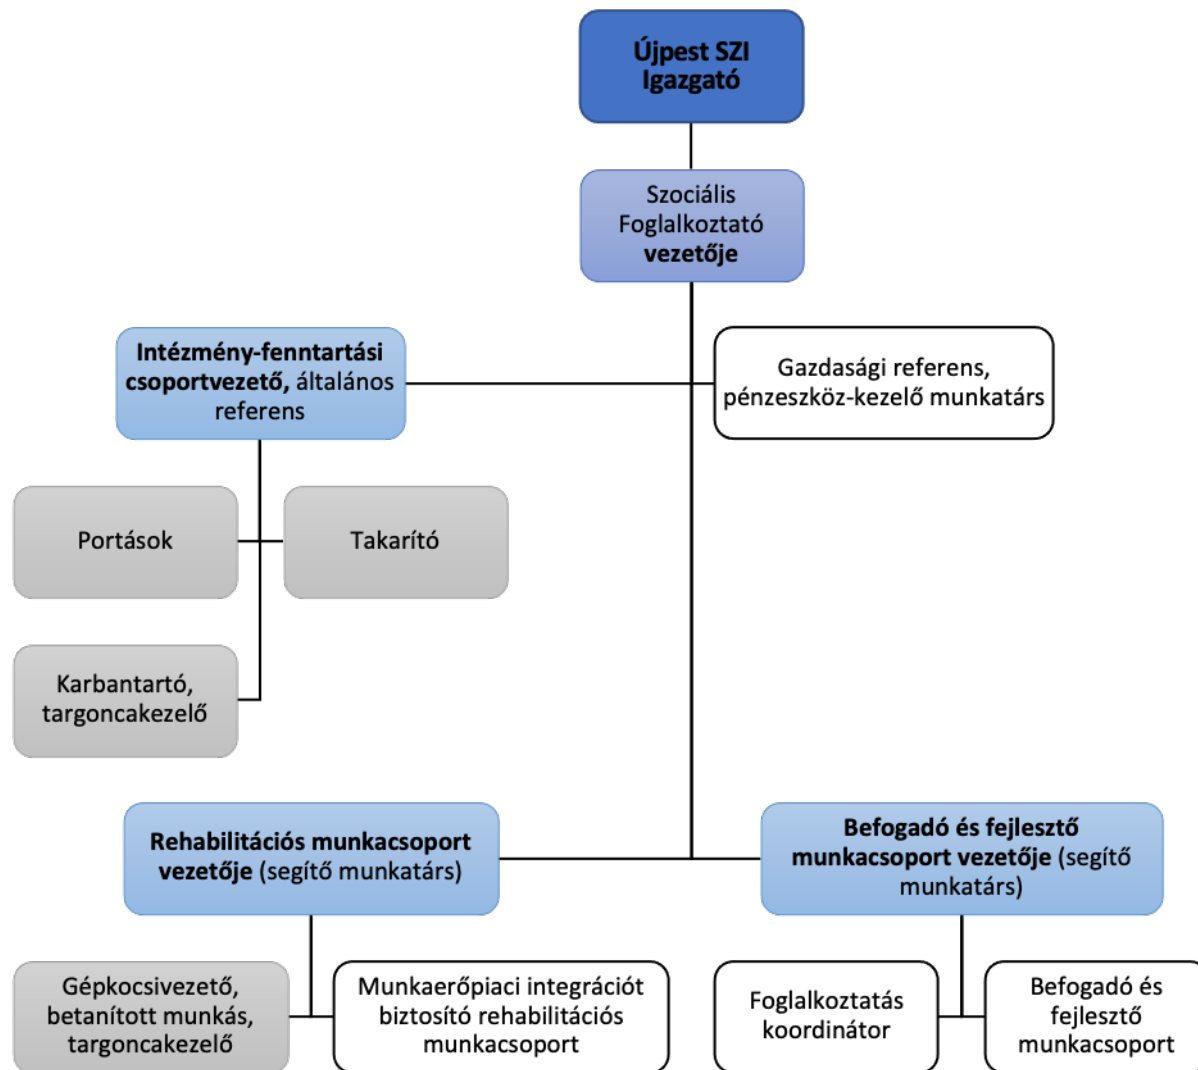 Újpest SZI
Igazgató
Szociális
Foglalkoztató
vezetője
Intézmény-fenntartási
csoportvezető, általános
referens
Gazdasági referens,
pénzeszköz-kezelő munkatárs
Portások
Takarító
Karbantartó,
targoncakezelő
Rehabilitációs munkacsoport
vezetője (segítő munkatárs)
Befogadó és fejlesztő
munkacsoport vezetője (segítő
munkatárs)
Gépkocsivezető,
betanított munkás,
targoncakezelő
Munkaerőpiaci integrációt
biztosító rehabilitációs
munkacsoport
Foglalkoztatás
koordinátor
Befogadó és
fejlesztő
munkacsoport